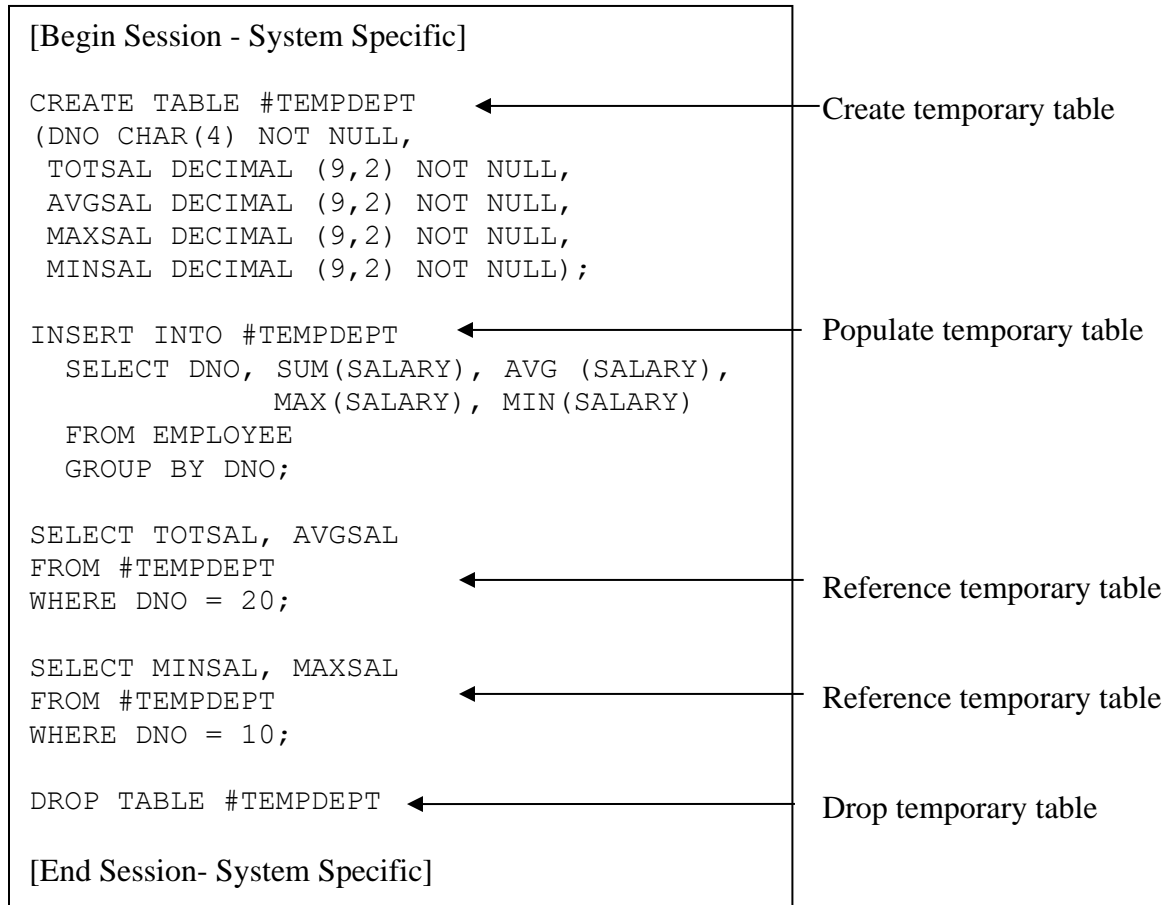 [Begin Session - System Specific]
CREATE TABLE #TEMPDEPT
Create temporary table
(DNO CHAR(4) NOT NULL,
TOTSAL DECIMAL (9,2) NOT NULL,
AVGSAL DECIMAL (9,2) NOT NULL,
MAXSAL DECIMAL (9,2) NOT NULL,
MINSAL DECIMAL (9,2) NOT NULL);
INSERT INTO #TEMPDEPT
Populate temporary table
SELECT DNO, SUM(SALARY), AVG (SALARY),
MAX(SALARY), MIN(SALARY)
FROM EMPLOYEE
GROUP BY DNO;
SELECT TOTSAL, AVGSAL
FROM #TEMPDEPT
Reference temporary table
WHERE DNO = 20;
SELECT MINSAL, MAXSAL
FROM #TEMPDEPT
Reference temporary table
WHERE DNO = 10;
DROP TABLE #TEMPDEPT
Drop temporary table
[End Session- System Specific]